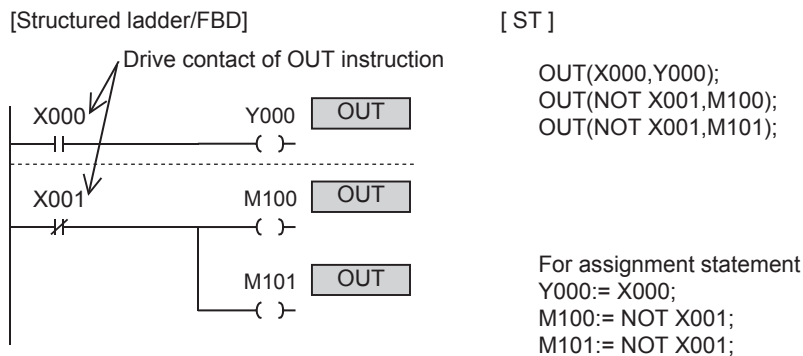 [Structured ladder/FBD]
[ ST ]
Drive contact of OUT instruction
X000
Y000
OUT
X001
M100
OUT
M101
OUT
OUT(X000,Y000);
OUT(NOT X001,M100);
OUT(NOT X001,M101);
For assignment statement
Y000:= X000;
M100:= NOT X001;
M101:= NOT X001;